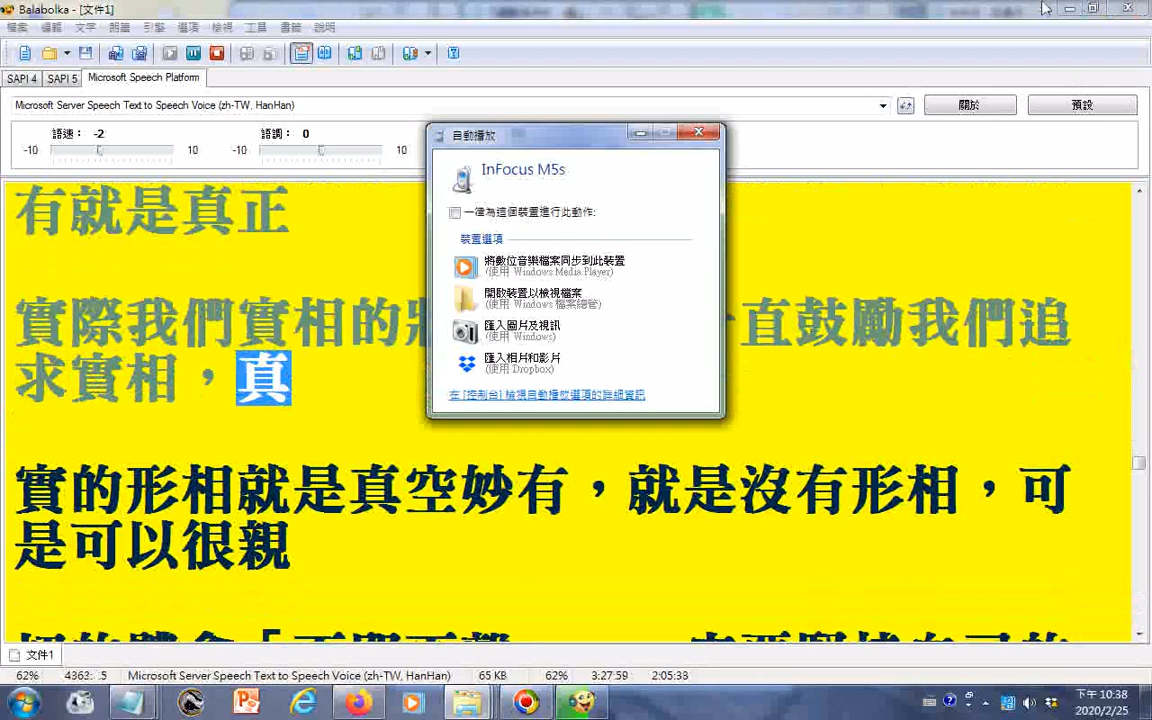 Balabolka - [文件1]
檔案 編輯 文字 朗讀 引擎 選項 檢視 工具 書籤 說明
SAPI 4 SAPI 5 Microsoft Speech Platform
Microsoft Server Speech Text to Speech Voice (zh-TW, HanHan) 關於 預設
語速： -2 語調： 0
-10 10 -10 10
有就是真正
實際我們實相的 直鼓勵我們追
求實相，真
實的形相就是真空妙有，就是沒有形相，可
是可以很親
自動播放
InFocus M5s
一律為這個裝置進行此動作:
裝置選項
將數位音樂檔案同步到此裝置
(使用 Windows Media Player)
開啟裝置以檢視檔案
(使用 Windows 檔案總管)
匯入圖片及視訊
(使用 Windows)
匯入相片和影片
(使用 Dropbox)
在 [控制台] 檢視自動播放選項的詳細資訊
文件1
62% 4363: .5 Microsoft Server Speech Text to Speech Voice (zh-TW, HanHan) 65 KB 62% 3:27:59 2:05:33
下午 10:38
2020/2/25